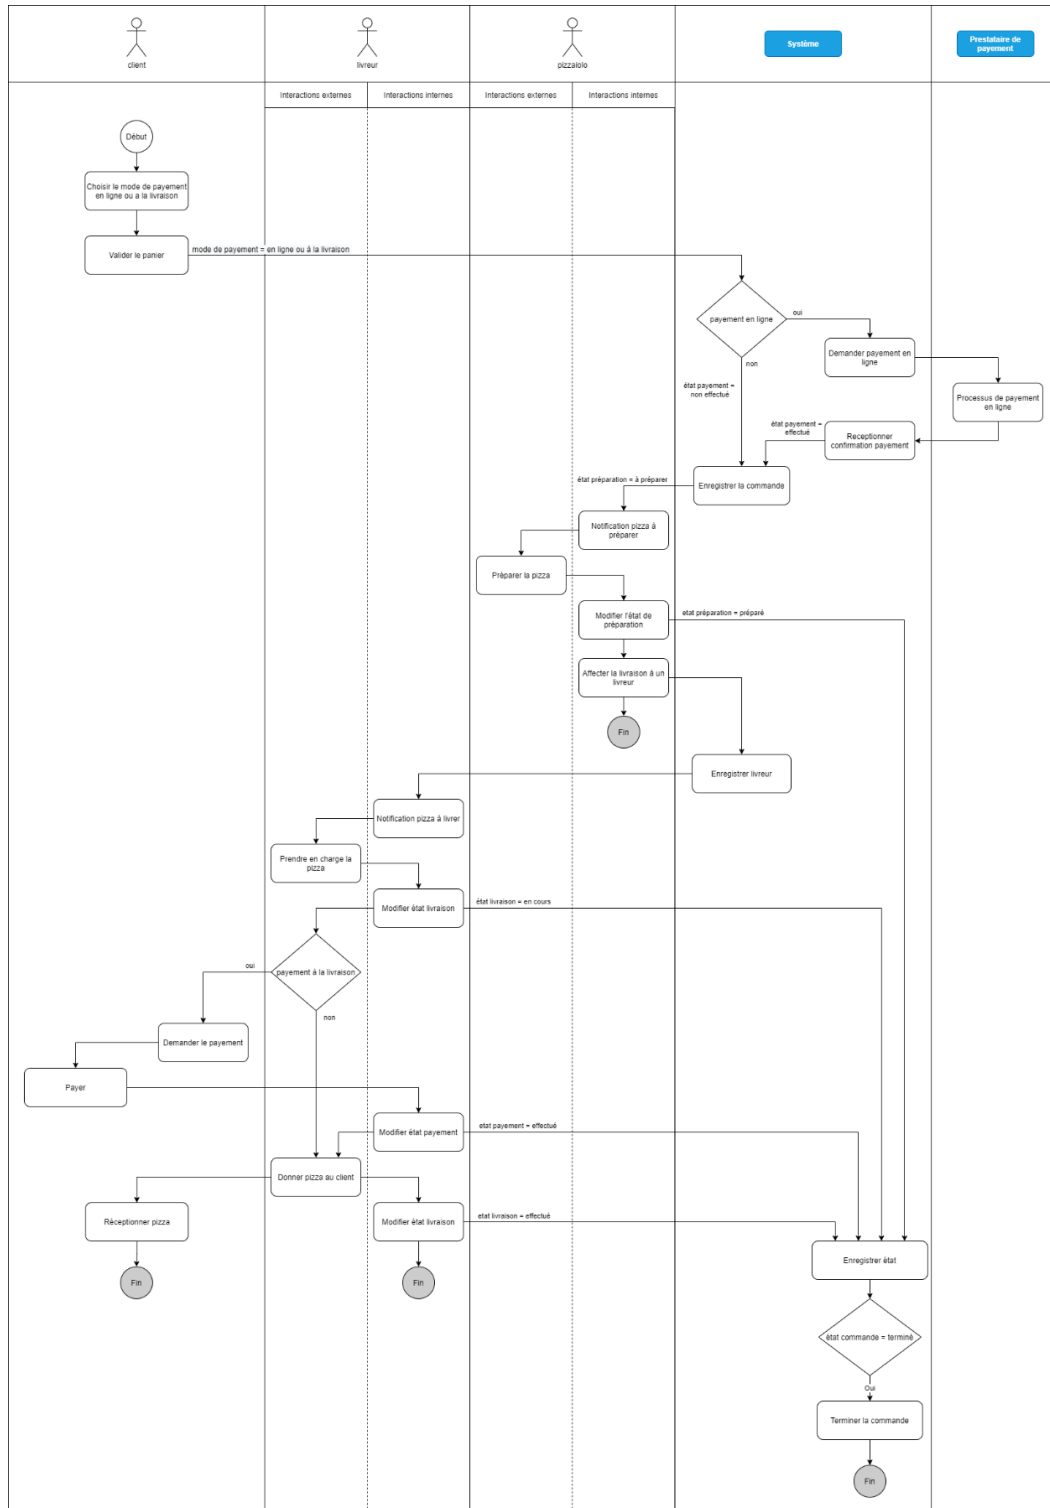 client
livreur
pizzaiolo
Système
Prestataire de
payement
Interactions externes
Interactions internes
Interactions externes
Interactions internes
Début
Choisir le mode de payement
en ligne ou a la livraison
Valider le panier
mode de payement = en ligne ou à la livraison
payement en ligne
oui
non
Demander payement en
ligne
état payement =
non effectué
Processus de payement
en ligne
état payement =
effectué
Receptionner
confirmation payement
état préparation = à préparer
Enregistrer la commande
Notification pizza à
préparer
Préparer la pizza
Modifier l'état de
préparation
etat préparation = préparé
Affecter la livraison à un
livreur
Fin
Enregistrer livreur
Notification pizza à livrer
Prendre en charge la
pizza
Modifier état livraison
état livraison = en cours
oui
payement à la livraison
non
Demander le payement
Payer
Modifier état payement
etat payement = effectué
Donner pizza au client
Réceptionner pizza
Modifier état livraison
etat livraison = effectué
Enregistrer état
Fin
Fin
état commande = terminé
Oui
Terminer la commande
Fin